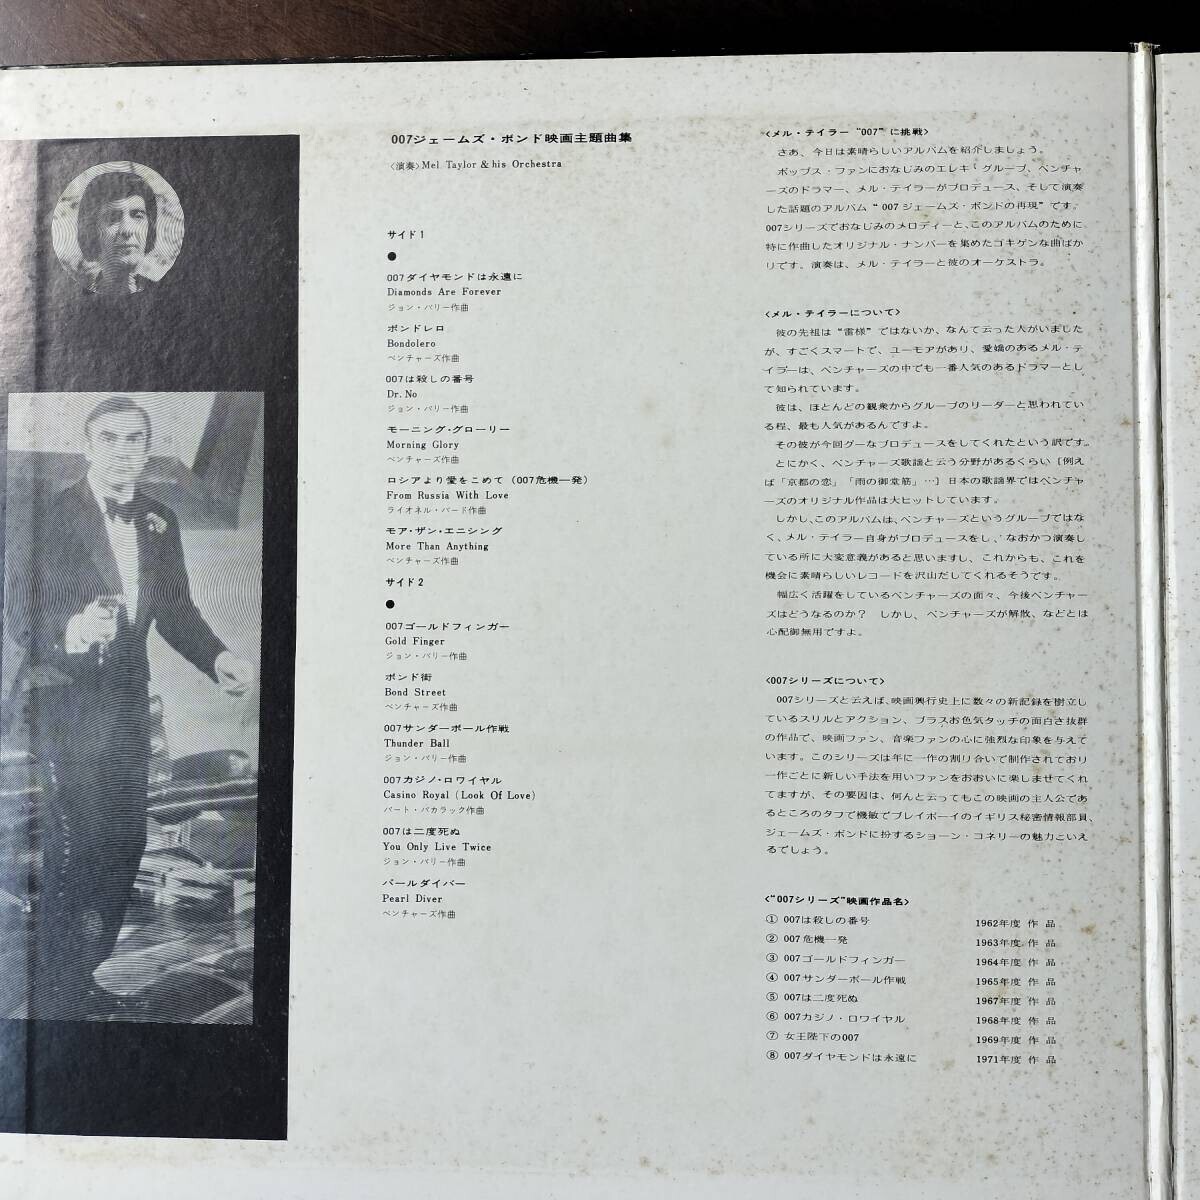 007ジェームズ・ボンド映画主題曲集
〈演奏〉Mel Taylor & his Orchestra
サイド1
●
007ダイヤモンドは永遠に
Diamonds Are Forever
ジョン・バリー作曲
ボンドレロ
Bondolero
ベンチャーズ作曲
007は殺しの番号
Dr. No
ジョン・バリー作曲
モーニング・グローリー
Morning Glory
ベンチャーズ作曲
ロシアより愛をこめて（007危機一発）
From Russia With Love
ライオネル・バード作曲
モア・ザン・エニシング
More Than Anything
ベンチャーズ作曲
サイド2
●
007ゴールドフィンガー
Gold Finger
ジョン・バリー作曲
ボンド街
Bond Street
ベンチャーズ作曲
007サンダーボール作戦
Thunder Ball
ジョン・バリー作曲
007カジノ・ロワイヤル
Casino Royal (Look Of Love)
バート・バカラック作曲
007は二度死ぬ
You Only Live Twice
ジョン・バリー作曲
パールダイバー
Pearl Diver
ベンチャーズ作曲
〈メル・テイラー“007”に挑戦〉
さあ、今日は素晴らしいアルバムを紹介しましょう。
ポップス・ファンにおなじみのエレキ・グループ、ベンチャ
ーズのドラマー、メル・テイラーがプロデュース、そして演奏
した話題のアルバム“007ジェームズ・ボンドの再現”です。
007シリーズでおなじみのメロディーと、このアルバムのために
特に作曲したオリジナル・ナンバーを集めたゴキゲンな曲ばか
りです。演奏は、メル・テイラーと彼のオーケストラ。
〈メル・テイラーについて〉
彼の先祖は“雷様”ではないか、なんて云った人がいました
が、すごくスマートで、ユーモアがあり、愛嬌のあるメル・テ
イラーは、ベンチャーズの中でも一番人気のあるドラマーとし
て知られています。
彼は、ほとんどの観衆からグループのリーダーと思われてい
る程、最も人気があるんですよ。
その彼が今回グーなプロデュースをしてくれたという訳です。
とにかく、ベンチャーズ歌謡と云う分野があるくらい〔例え
ば「京都の恋」「雨の御堂筋」…〕日本の歌謡界ではベンチャ
ーズのオリジナル作品は大ヒットしています。
しかし、このアルバムは、ベンチャーズというグループではな
く、メル・テイラー自身がプロデュースをし、なおかつ演奏し
ている所に大変意義があると思いますし、これからも、これを
機会に素晴らしいレコードを沢山だしてくれるそうです。
幅広く活躍をしているベンチャーズの面々、今後ベンチャー
ズはどうなるのか？ しかし、ベンチャーズが解散、などとは
心配御無用ですよ。
〈007シリーズについて〉
007シリーズと云えば、映画興行史上に数々の新記録を樹立し
ているスリルとアクション、プラスお色気タッチの面白さ抜群
の作品で、映画ファン、音楽ファンの心に強烈な印象を与えて
います。このシリーズは年に一作の割り合いで制作されており
一作ごとに新しい手法を用いファンをおおいに楽しませてくれ
てますが、その要因は、何んと云ってもこの映画の主人公であ
るところのタフで機敏でプレイボーイのイギリス秘密情報部員、
ジェームズ・ボンドに扮するショーン・コネリーの魅力といえ
るでしょう。
〈“007シリーズ”映画作品名〉
① 007は殺しの番号 1962年度 作 品
② 007危機一発 1963年度 作 品
③ 007ゴールドフィンガー 1964年度 作 品
④ 007サンダーボール作戦 1965年度 作 品
⑤ 007は二度死ぬ 1967年度 作 品
⑥ 007カジノ・ロワイヤル 1968年度 作 品
⑦ 女王陛下の007 1969年度 作 品
⑧ 007ダイヤモンドは永遠に 1971年度 作 品